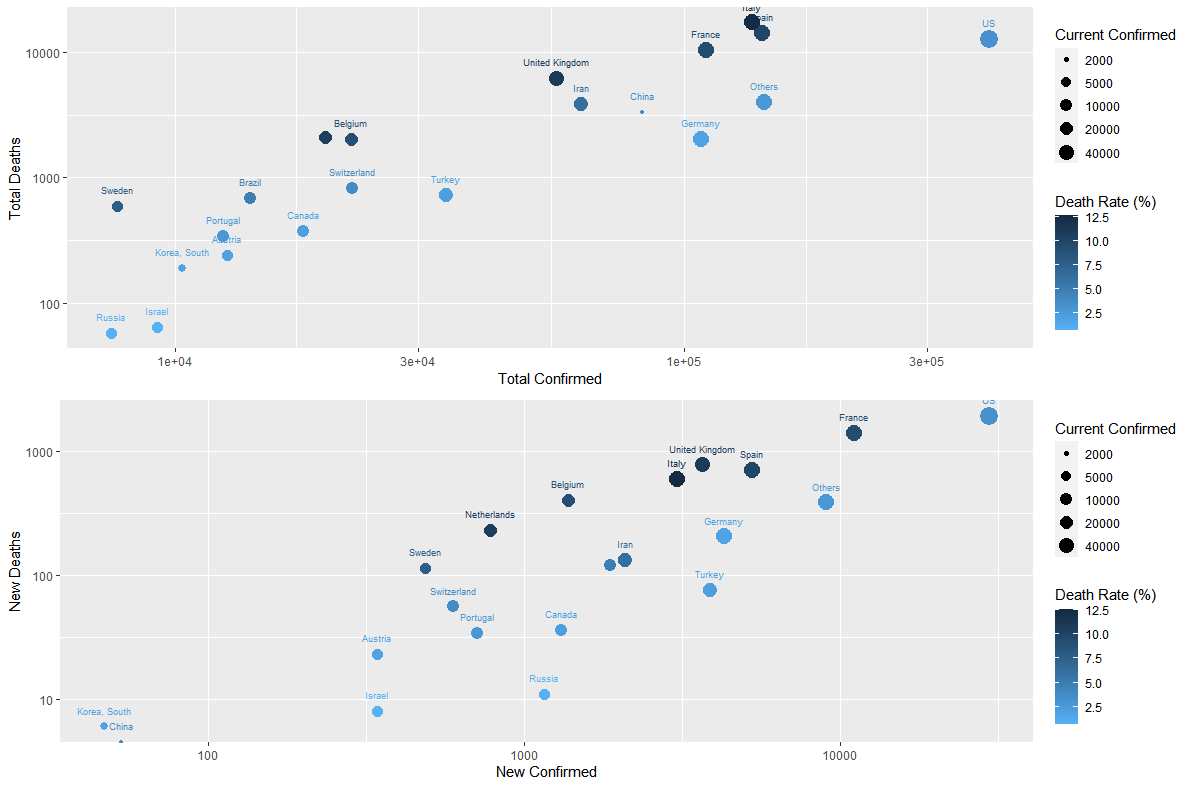 Italy
Spain
US
France
United Kingdom
Iran
China
Others
Germany
Belgium
Switzerland
Turkey
Brazil
Sweden
Canada
Portugal
Austria
Korea, South
Israel
Russia
10000
1000
100
Total Deaths
1e+04
3e+04
1e+05
3e+05
Total Confirmed
Current Confirmed
2000
5000
10000
20000
40000
Death Rate (%)
12.5
10.0
7.5
5.0
2.5
US
France
United Kingdom
Spain
Italy
Belgium
Others
Netherlands
Germany
Iran
Sweden
Turkey
Switzerland
Portugal
Canada
Austria
Russia
Israel
Korea, South
China
1000
100
10
New Deaths
100
1000
10000
New Confirmed
Current Confirmed
2000
5000
10000
20000
40000
Death Rate (%)
12.5
10.0
7.5
5.0
2.5